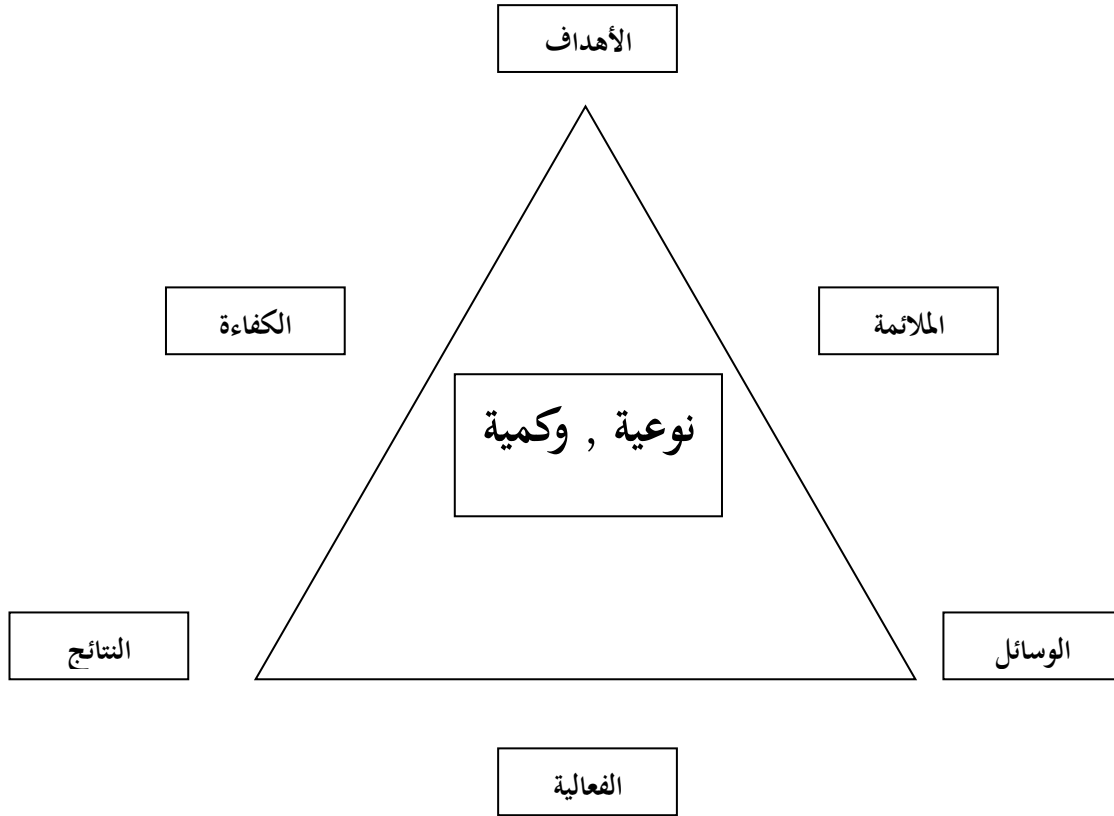 الأهداف
الملائمة
الكفاءة
نوعية , وكمية
الوسائل
النتائج
الفعالية